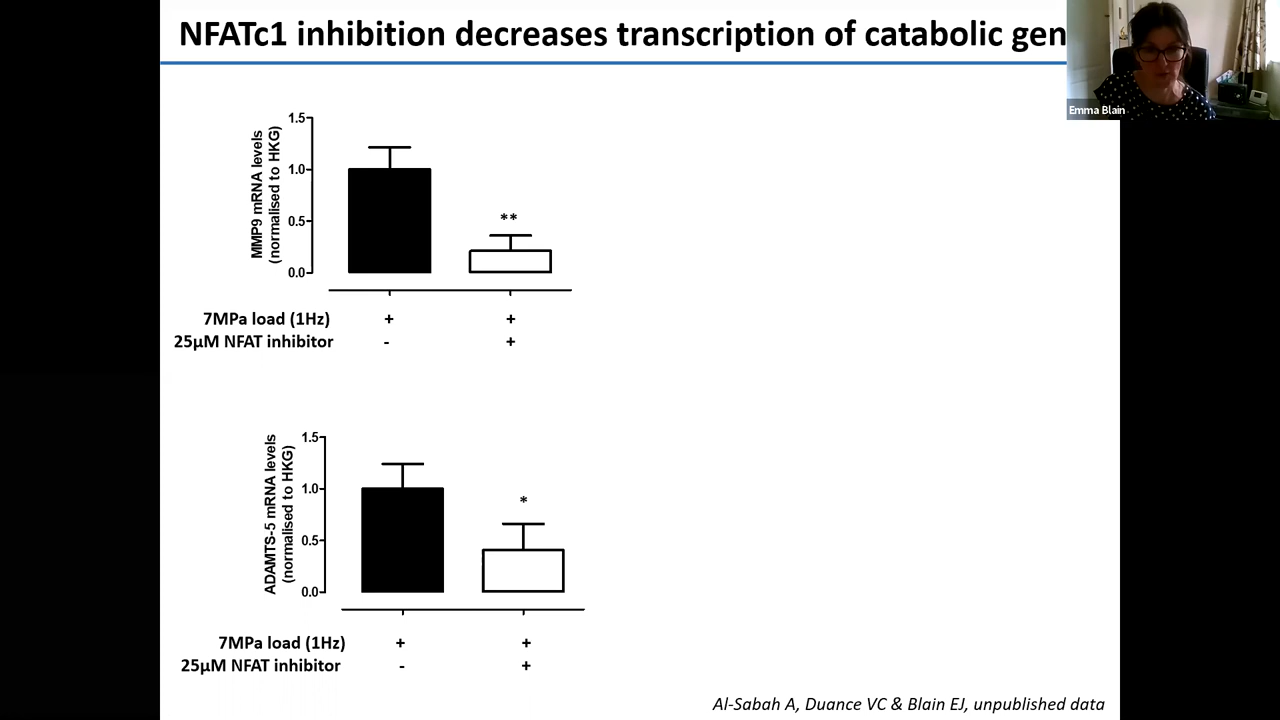 NFATc1 inhibition decreases transcription of catabolic gen
Emma Blain
MMP9 mRNA levels
(normalised to HKG)
1.5
1.0
0.5
0.0
**
7MPa load (1Hz) + +
25µM NFAT inhibitor - +
ADAMTS-5 mRNA levels
(normalised to HKG)
1.5
1.0
0.5
0.0
*
7MPa load (1Hz) + +
25µM NFAT inhibitor - +
Al-Sabah A, Duance VC & Blain EJ, unpublished data